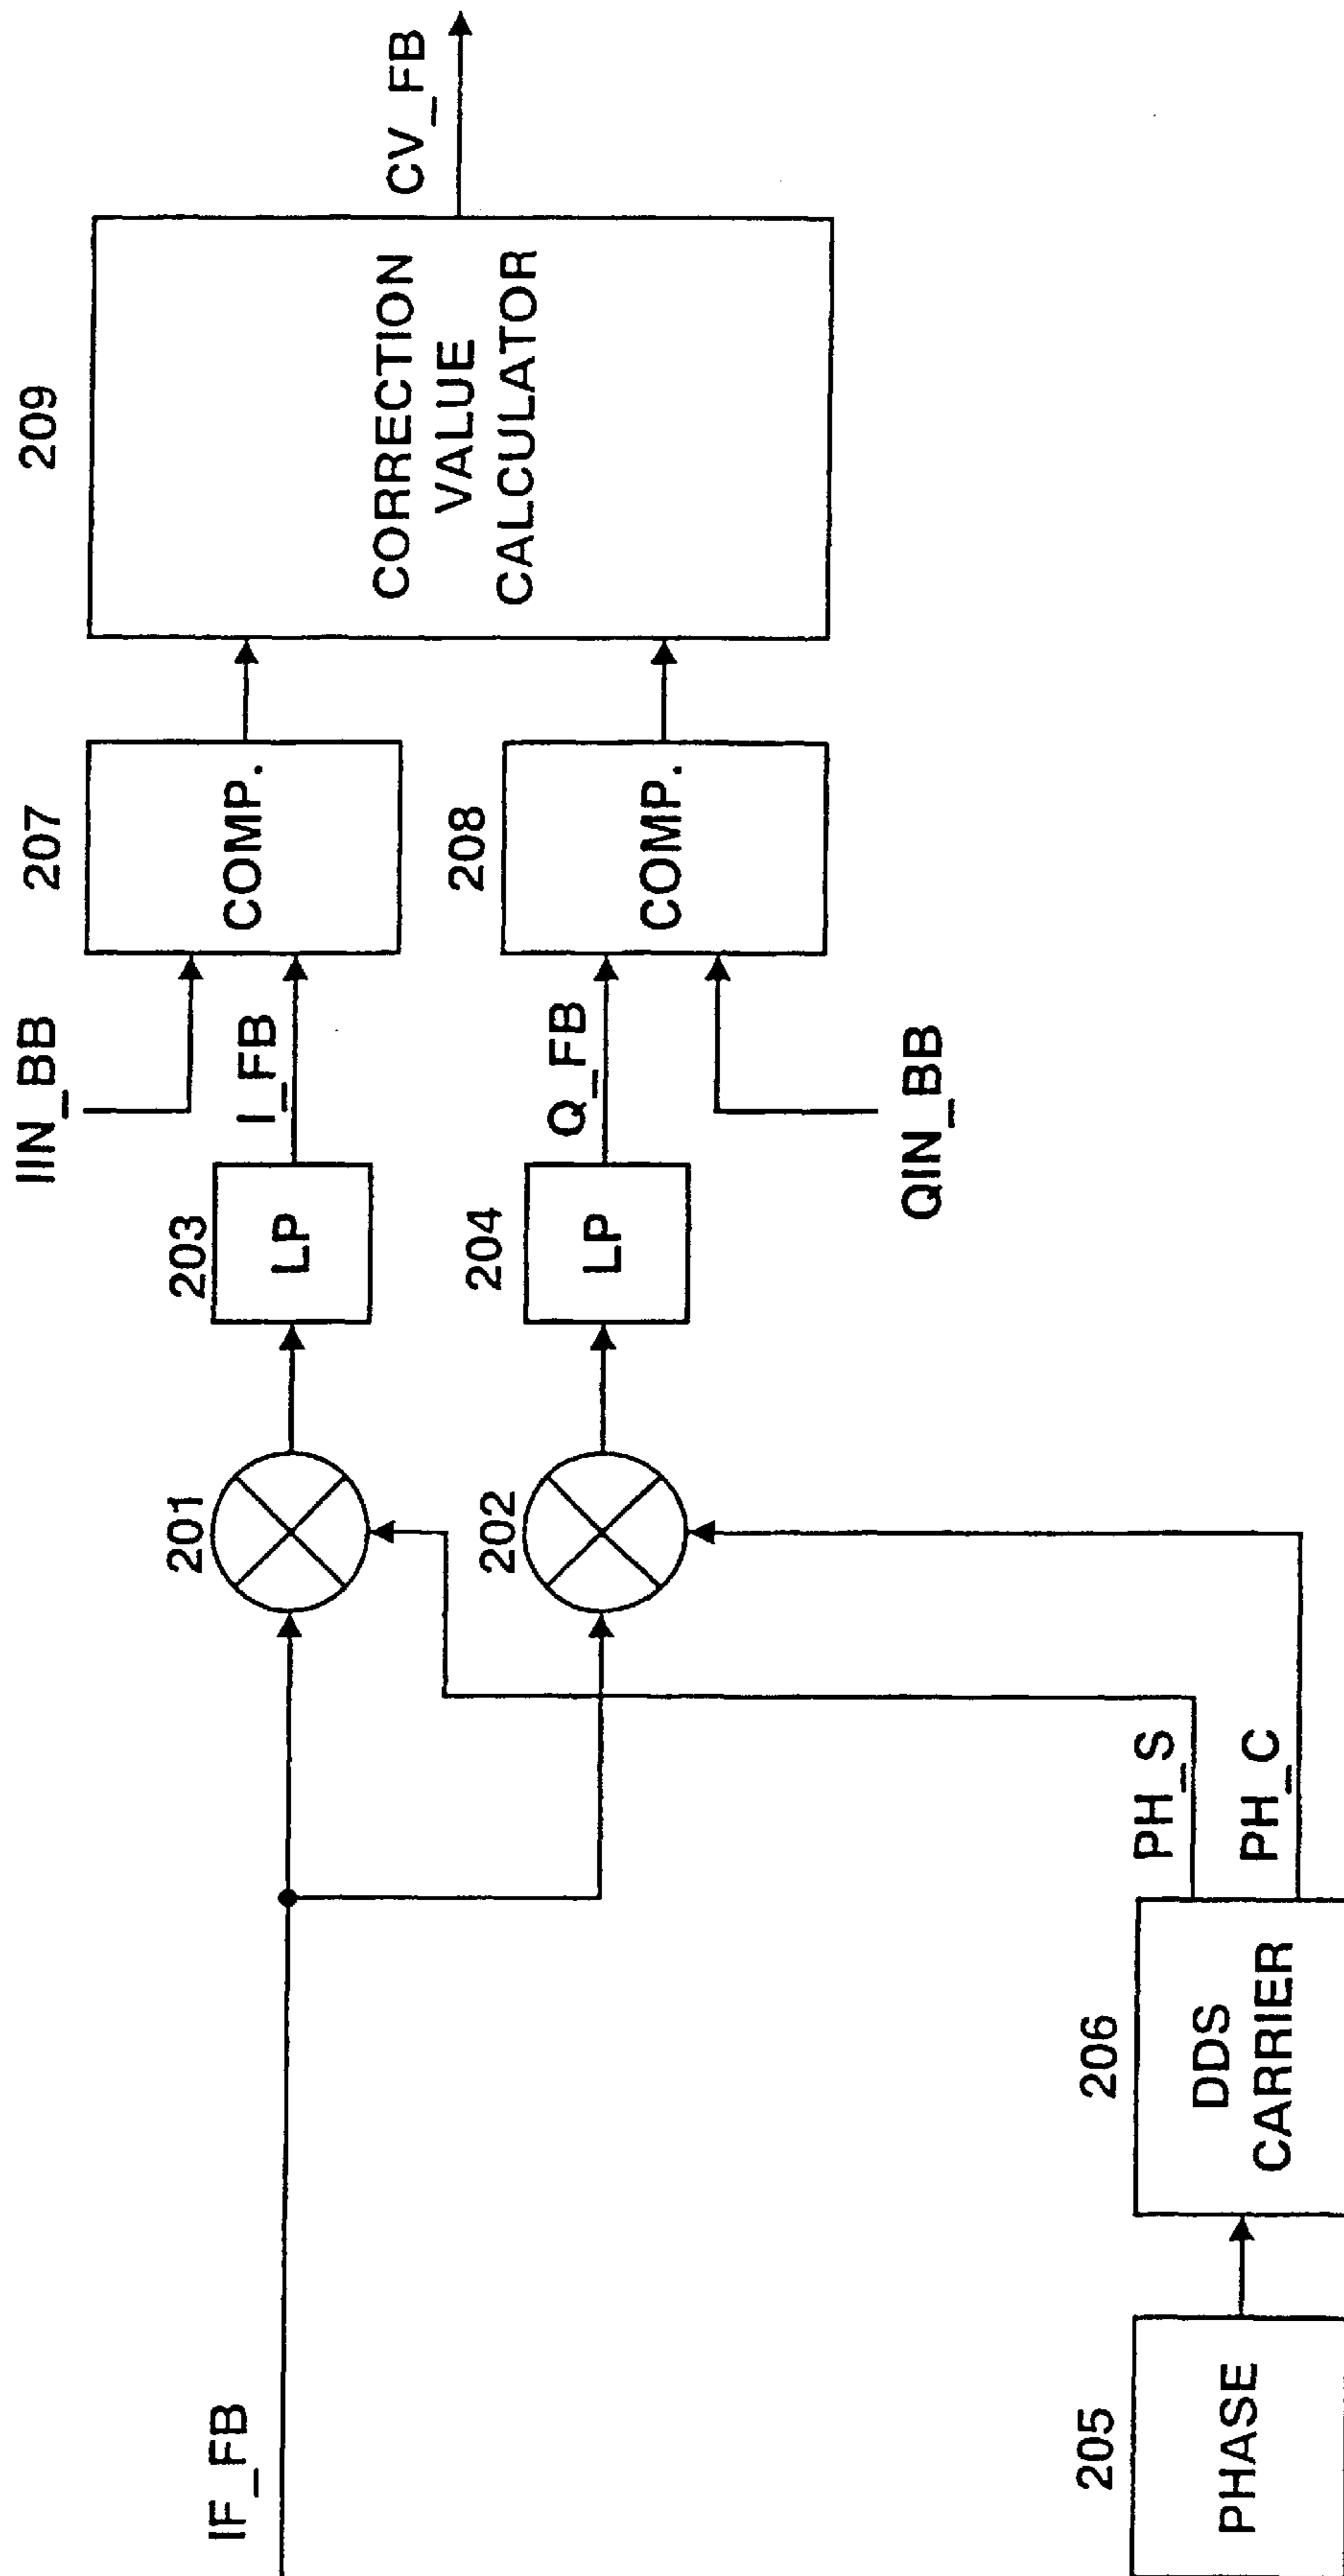 IF_FB
201
202
203
LP
204
LP
IIN_BB
I_FB
Q_FB
QIN_BB
207
COMP.
208
COMP.
209
CORRECTION
VALUE
CALCULATOR
CV_FB
205
PHASE
206
DDS
CARRIER
PH_S
PH_C